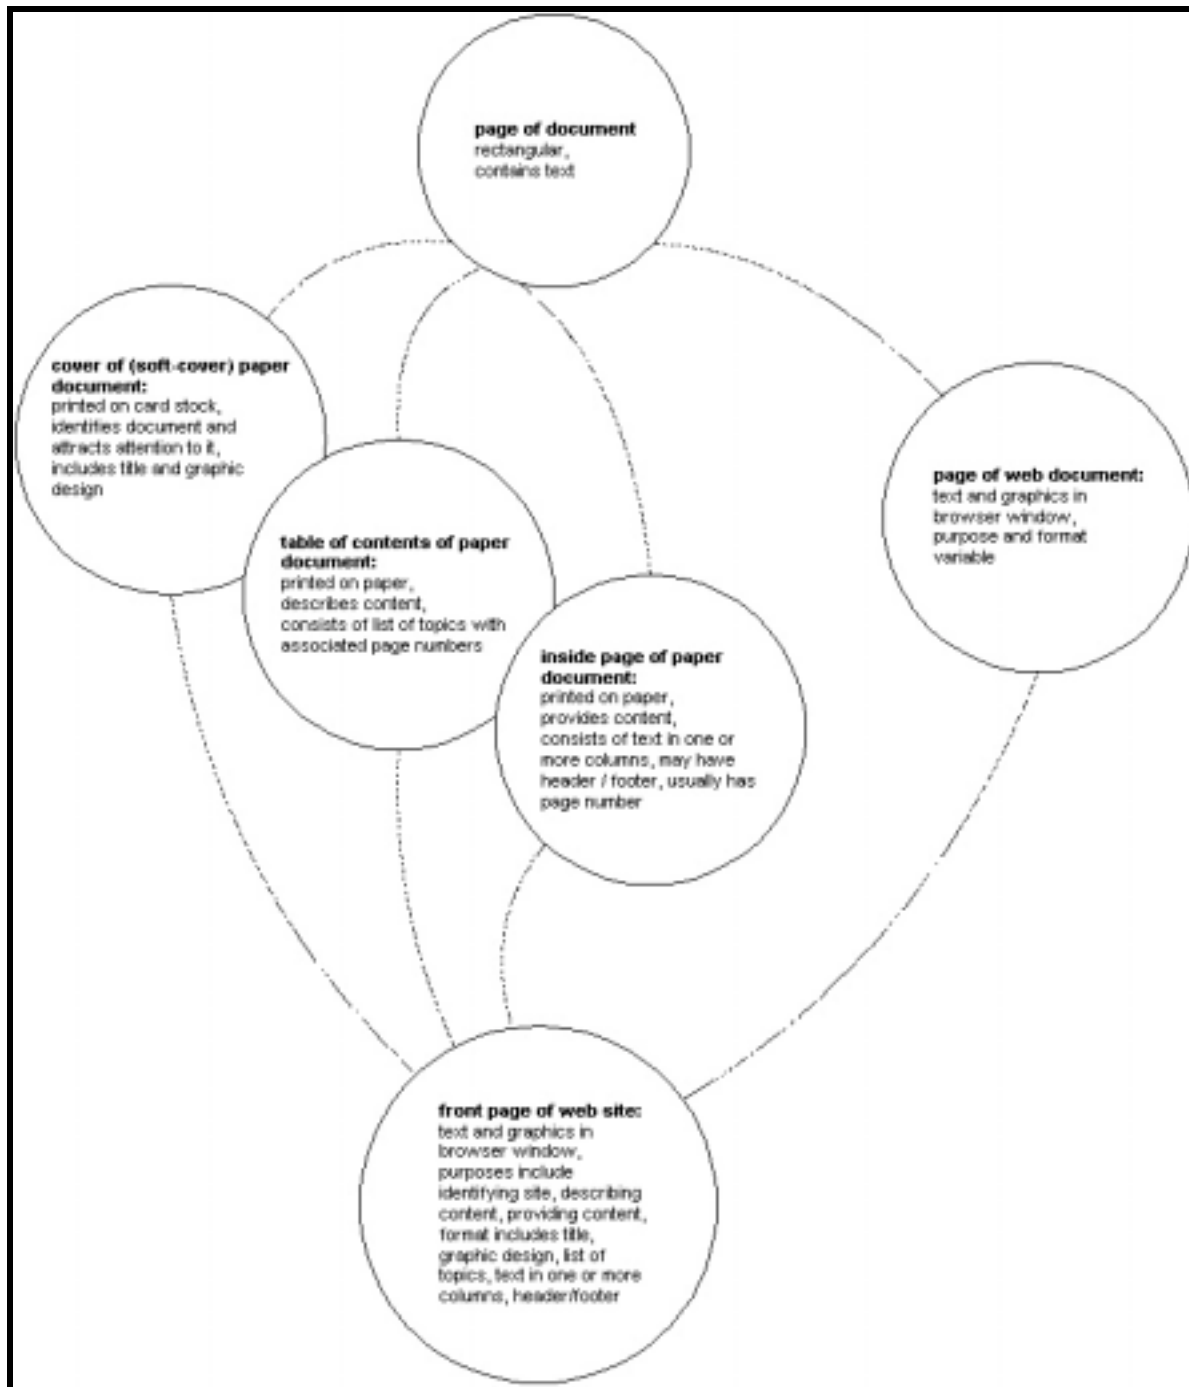 page of document
rectangular,
contains text
cover of (soft-cover) paper
document:
printed on card stock,
identifies document and
attracts attention to it,
includes title and graphic
design
table of contents of paper
document:
printed on paper,
describes content,
consists of list of topics with
associated page numbers
inside page of paper
document:
printed on paper,
provides content,
consists of text in one or
more columns, may have
header / footer, usually has
page number
page of web document:
text and graphics in
browser window,
purpose and format
variable
front page of web site:
text and graphics in
browser window,
purposes include
identifying site, describing
content, providing content,
format includes title,
graphic design, list of
topics, text in one or more
columns, header/footer